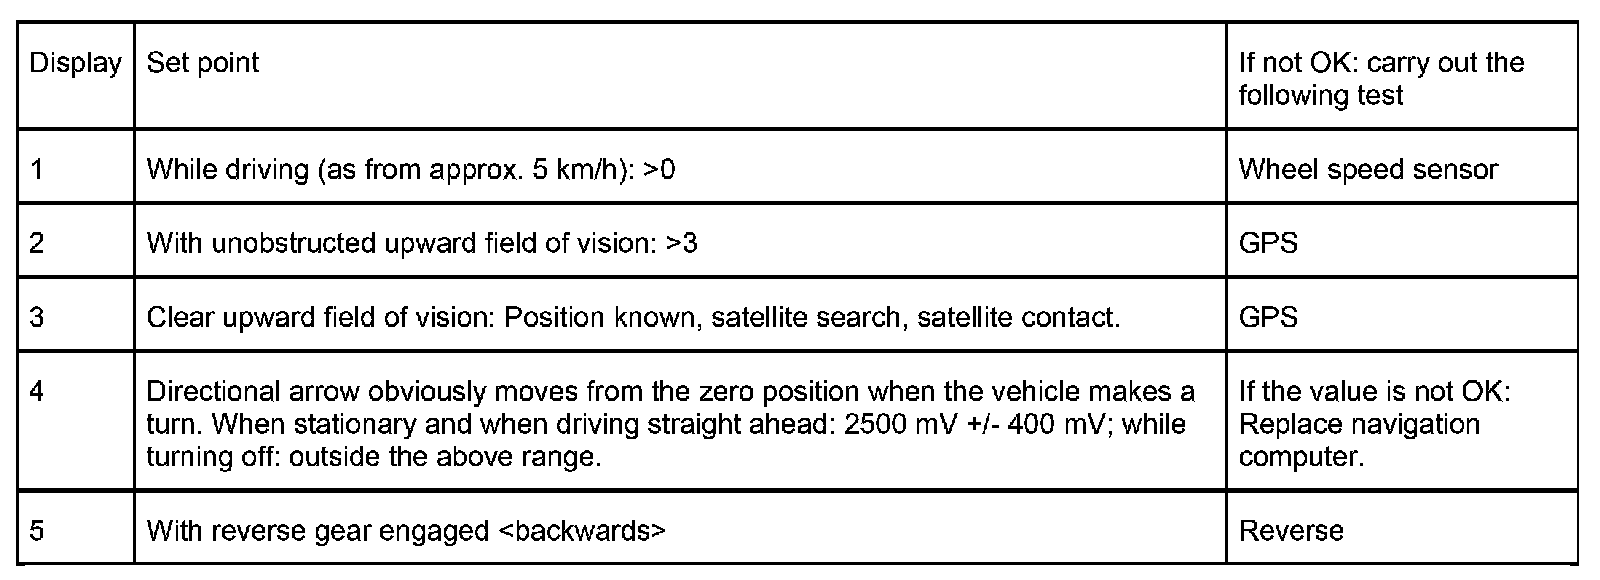 Display Set point If not OK: carry out the
following test
1 While driving (as from approx. 5 km/h): >0 Wheel speed sensor
2 With unobstructed upward field of vision: >3 GPS
3 Clear upward field of vision: Position known, satellite search, satellite contact. GPS
4 Directional arrow obviously moves from the zero position when the vehicle makes a If the value is not OK:
turn. When stationary and when driving straight ahead: 2500 mV +/- 400 mV; while Replace navigation
turning off: outside the above range. computer.
5 With reverse gear engaged <backwards> Reverse